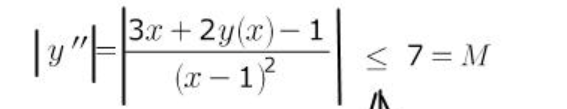 |y''|=|3x + 2y(x) − 1 / (x − 1)²| ≤ 7 = M